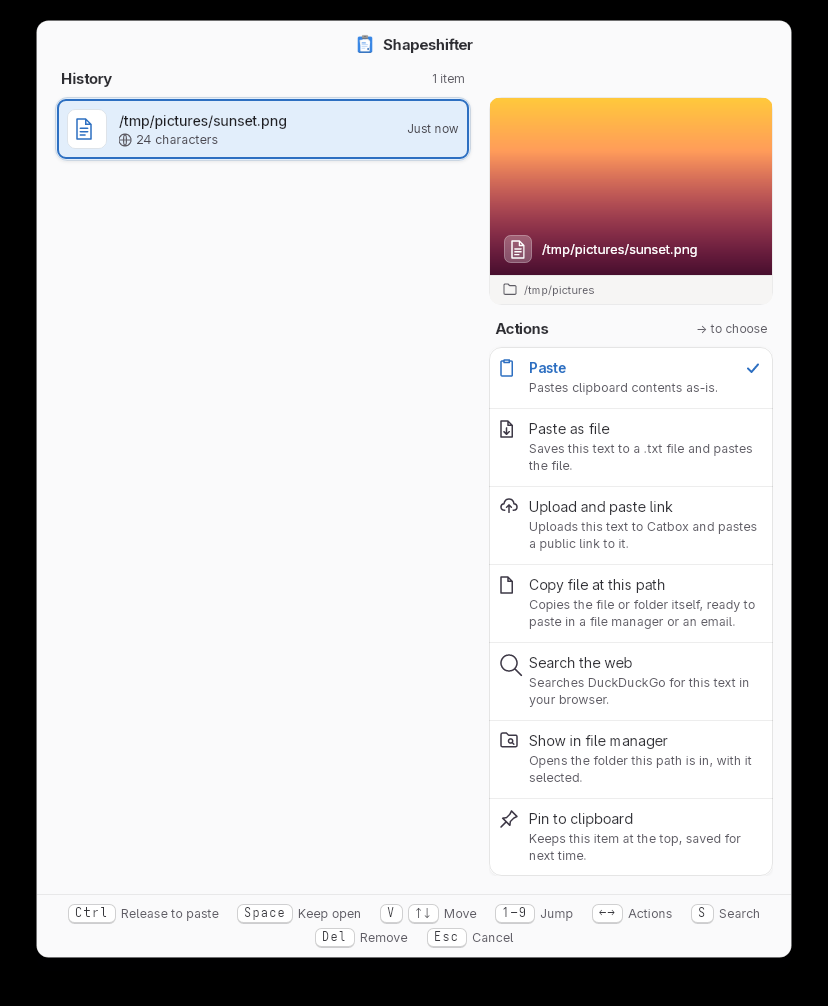 Shapeshifter
History
1 item
/tmp/pictures/sunset.png
24 characters
Just now
/tmp/pictures/sunset.png
/tmp/pictures
Actions
→ to choose
Paste
Pastes clipboard contents as-is.
Paste as file
Saves this text to a .txt file and pastes
the file.
Upload and paste link
Uploads this text to Catbox and pastes
a public link to it.
Copy file at this path
Copies the file or folder itself, ready to
paste in a file manager or an email.
Search the web
Searches DuckDuckGo for this text in
your browser.
Show in file manager
Opens the folder this path is in, with it
selected.
Pin to clipboard
Keeps this item at the top, saved for
next time.
Ctrl Release to paste Space Keep open V ↑↓ Move 1–9 Jump ←→ Actions S Search
Del Remove Esc Cancel